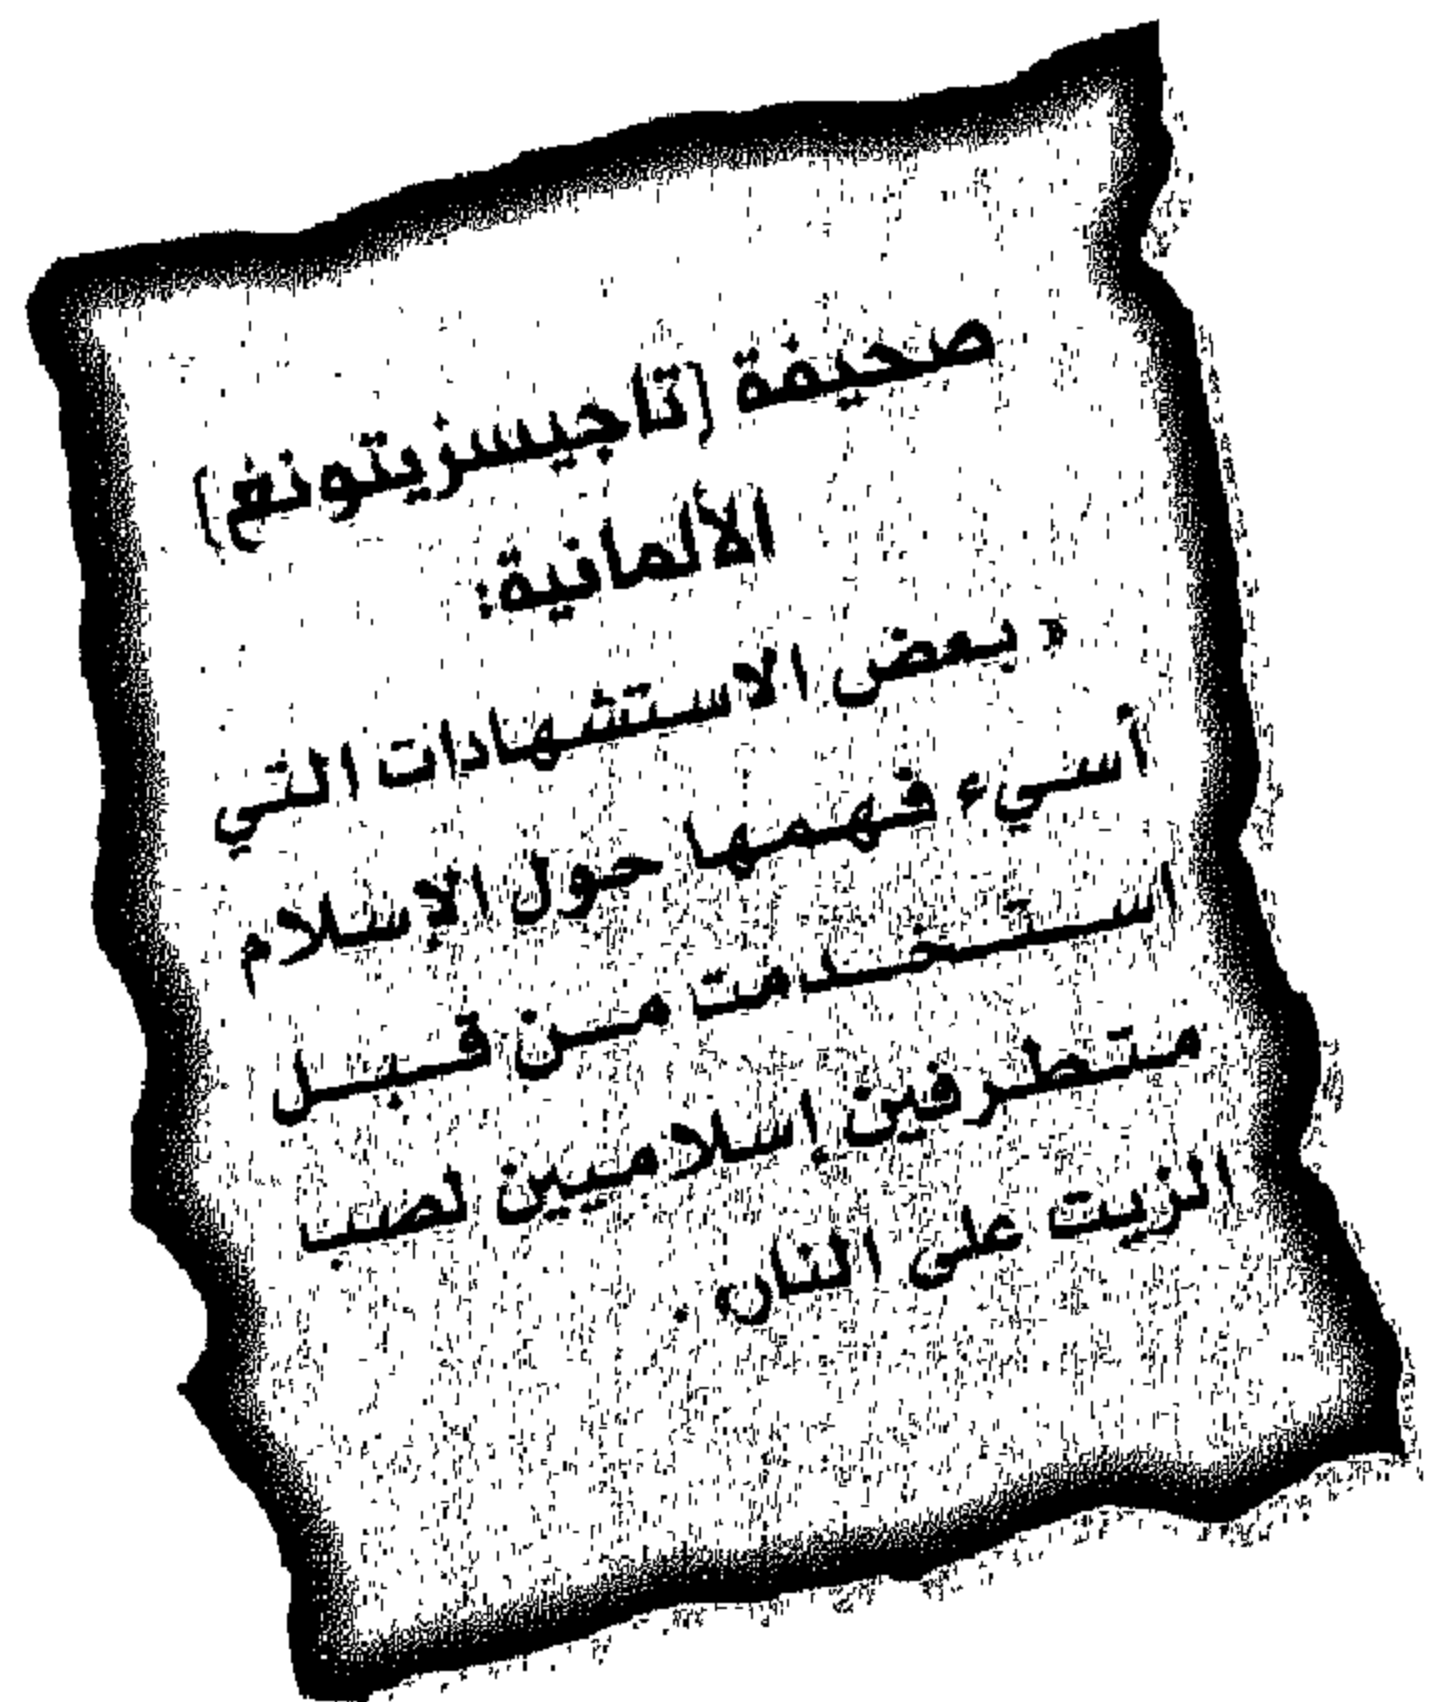 صحيفة (تاجيسزيتونغ)
الألمانية:
« بعض الاستشهادات التي
أسيء فهمها حول الإسلام
استخدمت من قبل
متطرفين إسلاميين لصب
الزيت على النار» .